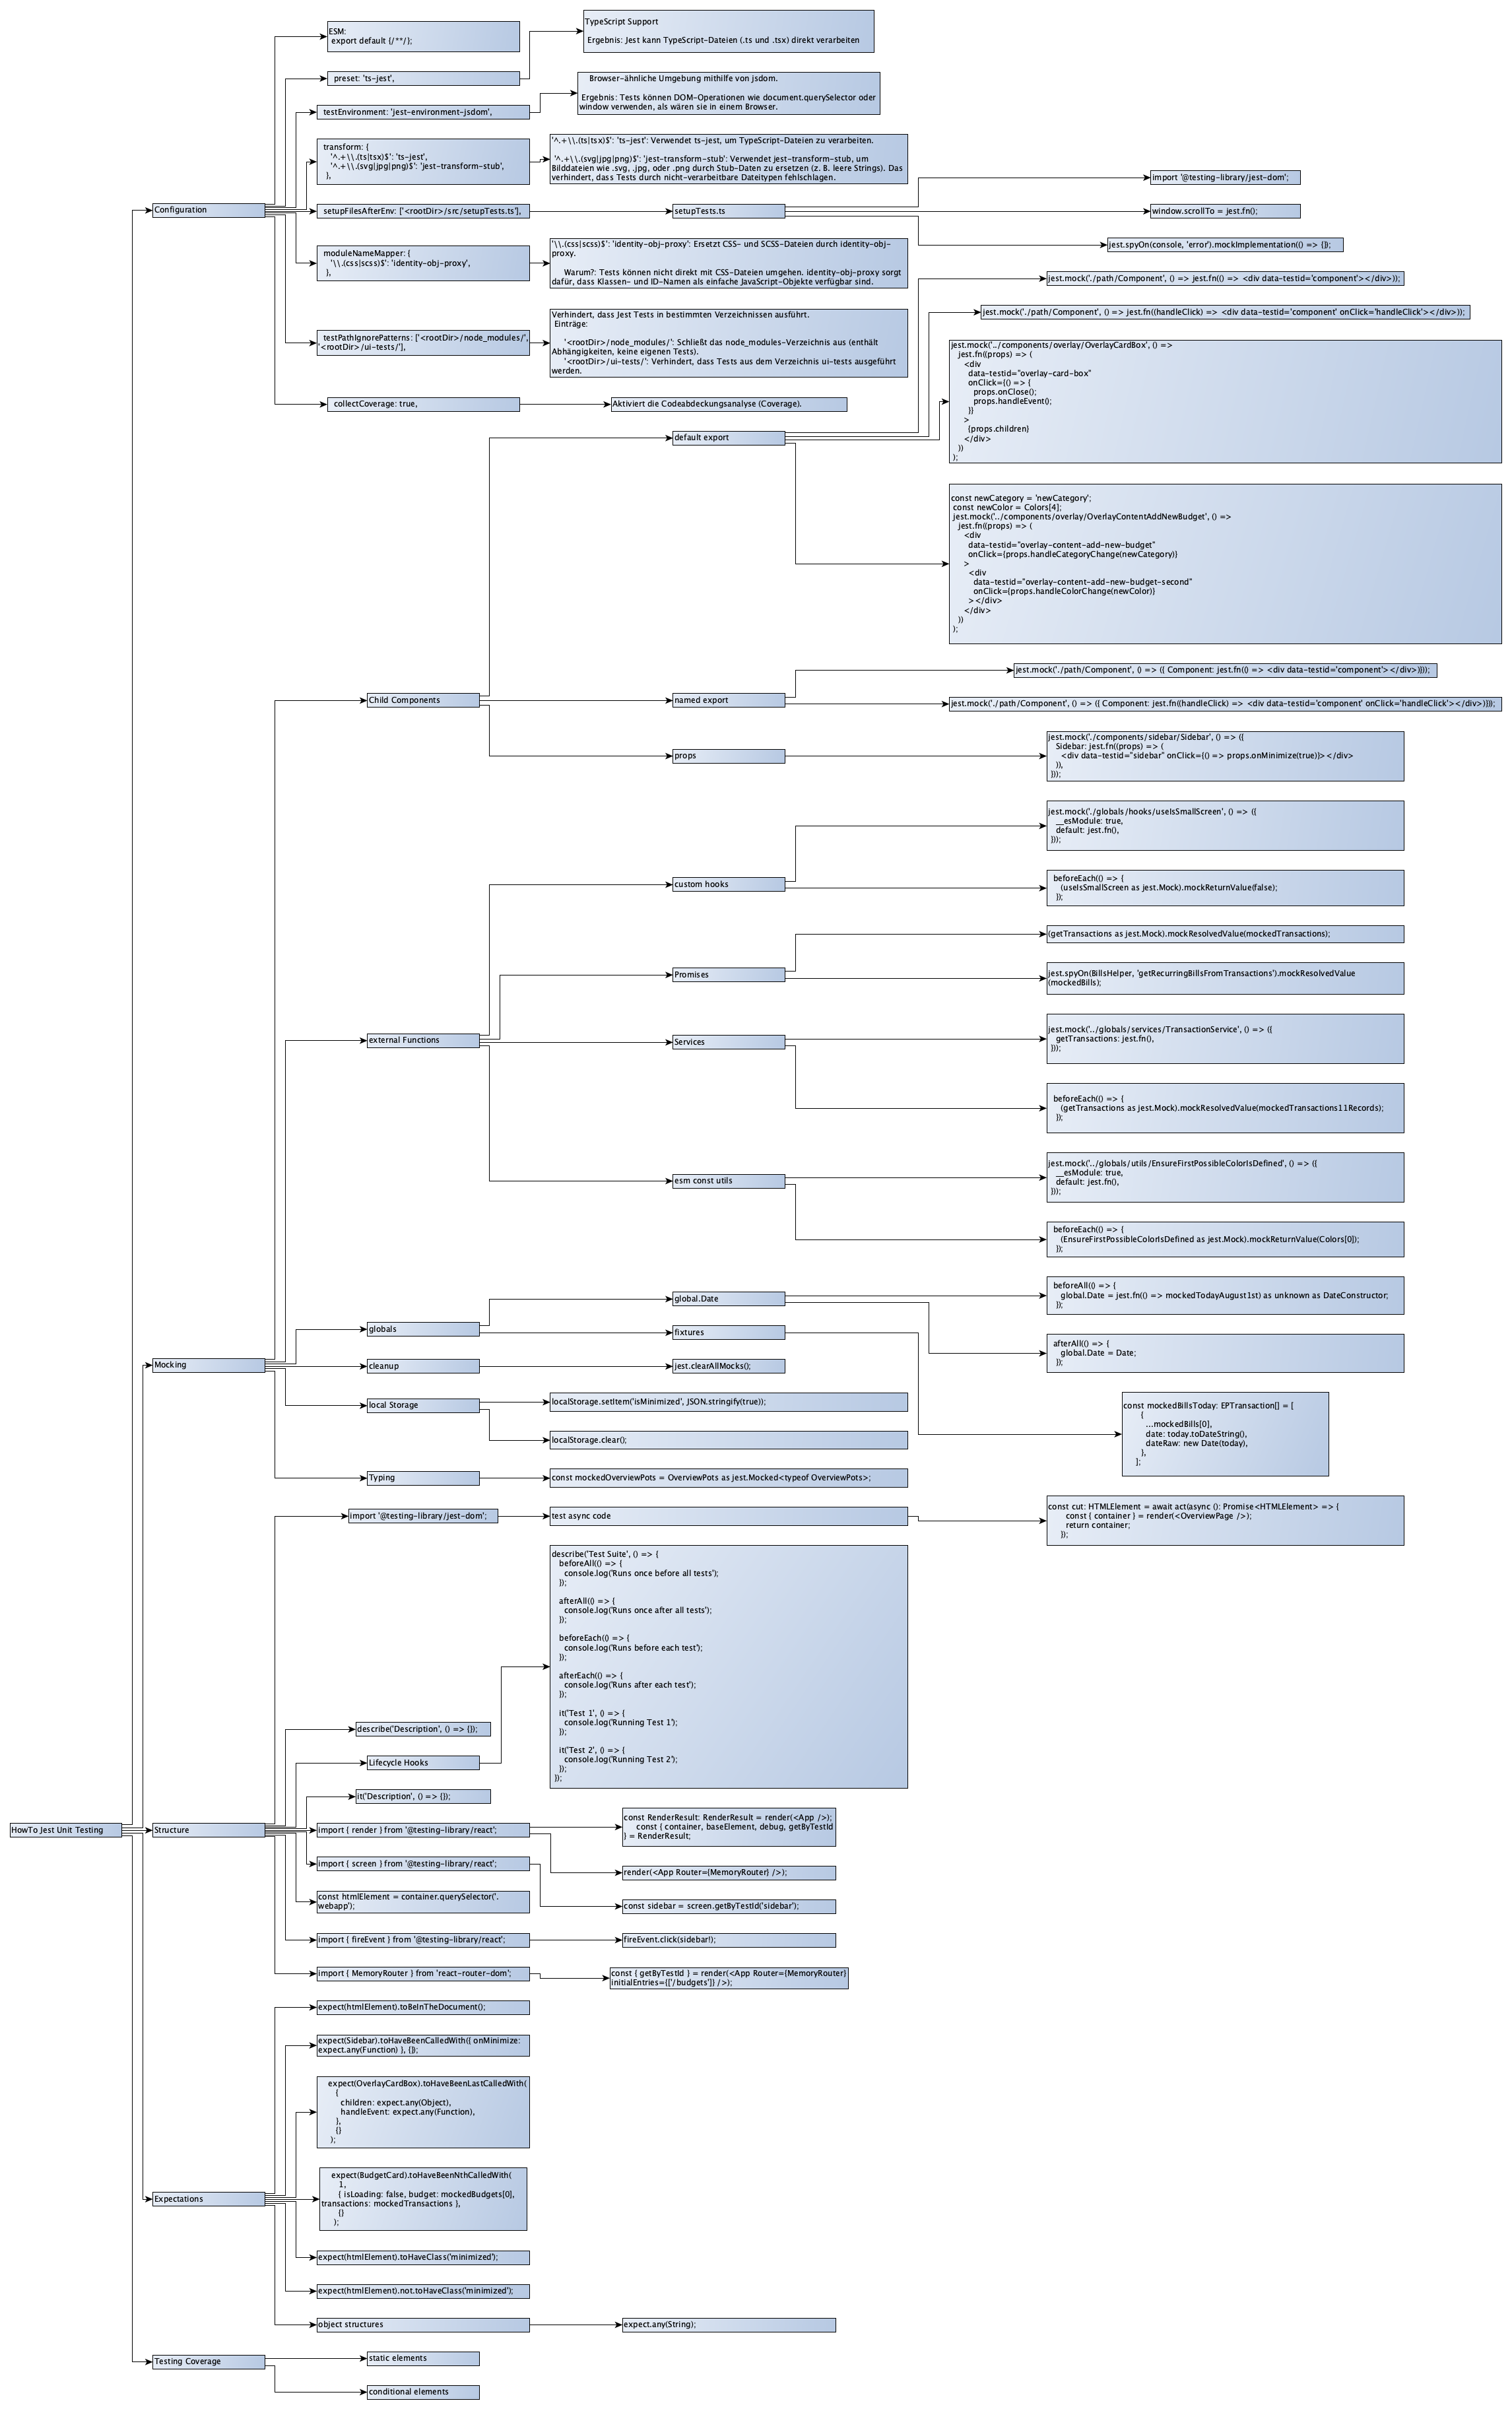 HowTo Jest Unit Testing
Configuration
ESM:
export default {/**/};
preset: 'ts-jest',
TypeScript Support
Ergebnis: Jest kann TypeScript-Dateien (.ts und .tsx) direkt verarbeiten
testEnvironment: 'jest-environment-jsdom',
Browser-ähnliche Umgebung mithilfe von jsdom.
Ergebnis: Tests können DOM-Operationen wie document.querySelector oder
window verwenden, als wären sie in einem Browser.
transform: {
'^.+\\.(ts|tsx)$': 'ts-jest',
'^.+\\.(svg|jpg|png)$': 'jest-transform-stub',
},
'^.+\\.(ts|tsx)$': 'ts-jest': Verwendet ts-jest, um TypeScript-Dateien zu verarbeiten.
'^.+\\.(svg|jpg|png)$': 'jest-transform-stub': Verwendet jest-transform-stub, um
Bilddateien wie .svg, .jpg, oder .png durch Stub-Daten zu ersetzen (z. B. leere Strings). Das
verhindert, dass Tests durch nicht-verarbeitbare Dateitypen fehlschlagen.
setupFilesAfterEnv: ['<rootDir>/src/setupTests.ts'],
setupTests.ts
import '@testing-library/jest-dom';
window.scrollTo = jest.fn();
jest.spyOn(console, 'error').mockImplementation(() => {});
moduleNameMapper: {
'\\.(css|scss)$': 'identity-obj-proxy',
},
'\\.(css|scss)$': 'identity-obj-proxy': Ersetzt CSS- und SCSS-Dateien durch identity-obj-
proxy.
Warum?: Tests können nicht direkt mit CSS-Dateien umgehen. identity-obj-proxy sorgt
dafür, dass Klassen- und ID-Namen als einfache JavaScript-Objekte verfügbar sind.
testPathIgnorePatterns: ['<rootDir>/node_modules/',
'<rootDir>/ui-tests/'],
Verhindert, dass Jest Tests in bestimmten Verzeichnissen ausführt.
Einträge:
'<rootDir>/node_modules/': Schließt das node_modules-Verzeichnis aus (enthält
Abhängigkeiten, keine eigenen Tests).
'<rootDir>/ui-tests/': Verhindert, dass Tests aus dem Verzeichnis ui-tests ausgeführt
werden.
collectCoverage: true,
Aktiviert die Codeabdeckungsanalyse (Coverage).
Mocking
Child Components
default export
jest.mock('./path/Component', () => jest.fn(() => <div data-testid='component'></div>));
jest.mock('./path/Component', () => jest.fn((handleClick) => <div data-testid='component' onClick='handleClick'></div>));
jest.mock('../components/overlay/OverlayCardBox', () =>
jest.fn((props) => (
<div
data-testid="overlay-card-box"
onClick={() => {
props.onClose();
props.handleEvent();
}}
>
{props.children}
</div>
))
);
const newCategory = 'newCategory';
const newColor = Colors[4];
jest.mock('../components/overlay/OverlayContentAddNewBudget', () =>
jest.fn((props) => (
<div
data-testid="overlay-content-add-new-budget"
onClick={props.handleCategoryChange(newCategory)}
>
<div
data-testid="overlay-content-add-new-budget-second"
onClick={props.handleColorChange(newColor)}
></div>
</div>
))
);
named export
jest.mock('./path/Component', () => ({ Component: jest.fn(() => <div data-testid='component'></div>)}));
jest.mock('./path/Component', () => ({ Component: jest.fn((handleClick) => <div data-testid='component' onClick='handleClick'></div>)}));
props
jest.mock('./components/sidebar/Sidebar', () => ({
Sidebar: jest.fn((props) => (
<div data-testid="sidebar" onClick={() => props.onMinimize(true)}></div>
)),
}));
external Functions
custom hooks
jest.mock('./globals/hooks/useIsSmallScreen', () => ({
__esModule: true,
default: jest.fn(),
}));
beforeEach(() => {
(useIsSmallScreen as jest.Mock).mockReturnValue(false);
});
Promises
(getTransactions as jest.Mock).mockResolvedValue(mockedTransactions);
jest.spyOn(BillsHelper, 'getRecurringBillsFromTransactions').mockResolvedValue
(mockedBills);
Services
jest.mock('../globals/services/TransactionService', () => ({
getTransactions: jest.fn(),
}));
beforeEach(() => {
(getTransactions as jest.Mock).mockResolvedValue(mockedTransactions11Records);
});
esm const utils
jest.mock('../globals/utils/EnsureFirstPossibleColorIsDefined', () => ({
__esModule: true,
default: jest.fn(),
}));
beforeEach(() => {
(EnsureFirstPossibleColorIsDefined as jest.Mock).mockReturnValue(Colors[0]);
});
globals
global.Date
beforeAll(() => {
global.Date = jest.fn(() => mockedTodayAugust1st) as unknown as DateConstructor;
});
afterAll(() => {
global.Date = Date;
});
fixtures
const mockedBillsToday: EPTransaction[] = [
{
...mockedBills[0],
date: today.toDateString(),
dateRaw: new Date(today),
},
];
cleanup
jest.clearAllMocks();
local Storage
localStorage.setItem('isMinimized', JSON.stringify(true));
localStorage.clear();
Typing
const mockedOverviewPots = OverviewPots as jest.Mocked<typeof OverviewPots>;
Structure
import '@testing-library/jest-dom';
test async code
const cut: HTMLElement = await act(async (): Promise<HTMLElement> => {
const { container } = render(<OverviewPage />);
return container;
});
describe('Description', () => {});
Lifecycle Hooks
describe('Test Suite', () => {
beforeAll(() => {
console.log('Runs once before all tests');
});
afterAll(() => {
console.log('Runs once after all tests');
});
beforeEach(() => {
console.log('Runs before each test');
});
afterEach(() => {
console.log('Runs after each test');
});
it('Test 1', () => {
console.log('Running Test 1');
});
it('Test 2', () => {
console.log('Running Test 2');
});
});
it('Description', () => {});
import { render } from '@testing-library/react';
const RenderResult: RenderResult = render(<App />);
const { container, baseElement, debug, getByTestId
} = RenderResult;
render(<App Router={MemoryRouter} />);
import { screen } from '@testing-library/react';
const sidebar = screen.getByTestId('sidebar');
const htmlElement = container.querySelector('.
webapp');
import { fireEvent } from '@testing-library/react';
fireEvent.click(sidebar!);
import { MemoryRouter } from 'react-router-dom';
const { getByTestId } = render(<App Router={MemoryRouter}
initialEntries={['/budgets']} />);
Expectations
expect(htmlElement).toBeInTheDocument();
expect(Sidebar).toHaveBeenCalledWith({ onMinimize:
expect.any(Function) }, {});
expect(OverlayCardBox).toHaveBeenLastCalledWith(
{
children: expect.any(Object),
handleEvent: expect.any(Function),
},
{}
);
expect(BudgetCard).toHaveBeenNthCalledWith(
1,
{ isLoading: false, budget: mockedBudgets[0],
transactions: mockedTransactions },
{}
);
expect(htmlElement).toHaveClass('minimized');
expect(htmlElement).not.toHaveClass('minimized');
object structures
expect.any(String);
Testing Coverage
static elements
conditional elements